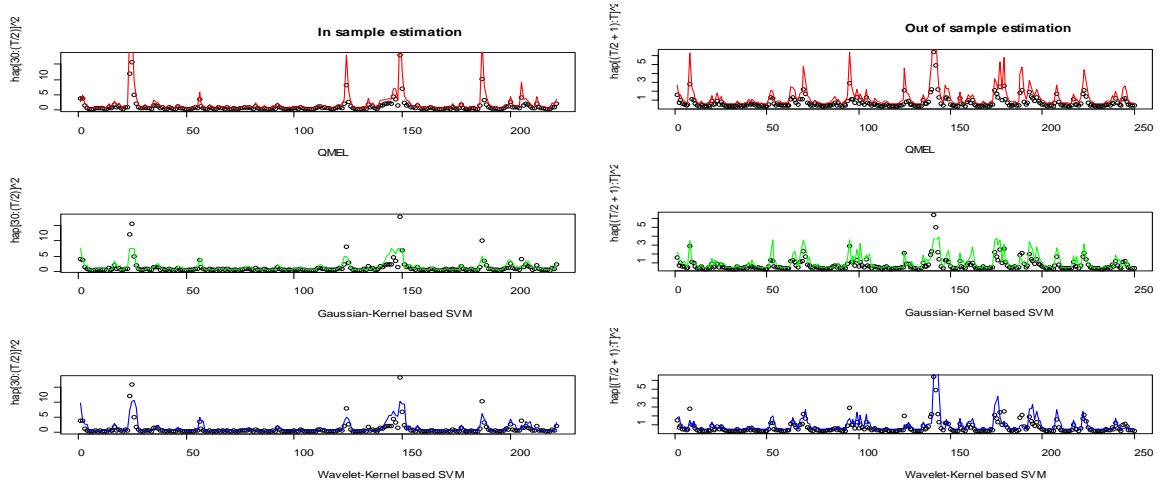 In sample estimation
hap[30:(T/2)]^2
0 5 10
0 50 100 150 200
QMEL
hap[30:(T/2)]^2
0 5 10
0 50 100 150 200
Gaussian-Kernel based SVM
hap[30:(T/2)]^2
0 5 10
0 50 100 150 200
Wavelet-Kernel based SVM
Out of sample estimation
hap[(T/2 + 1):T]^2
1 3 5
0 50 100 150 200 250
QMEL
hap[(T/2 + 1):T]^2
1 3 5
0 50 100 150 200 250
Gaussian-Kernel based SVM
hap[(T/2 + 1):T]^2
1 3 5
0 50 100 150 200 250
Wavelet-Kernel based SVM